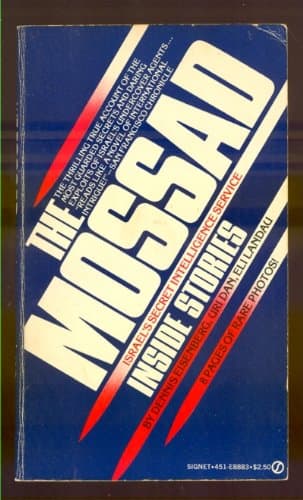 THE THRILLING TRUE ACCOUNT OF THE
MOST GUARDED SECRETS AND DARING
EXPLOITS OF ISRAEL'S UNDERCOVER AGENTS...
"READS LIKE A NOVEL OF INTERNATIONAL
INTRIGUE!" —SAN FRANCISCO CHRONICLE
THE
MOSSAD
ISRAEL'S SECRET INTELLIGENCE SERVICE
INSIDE STORIES
BY DENNIS EISENBERG, URI DAN, ELI LANDAU
8 PAGES OF RARE PHOTOS!
SIGNET•451-E8883•$2.50